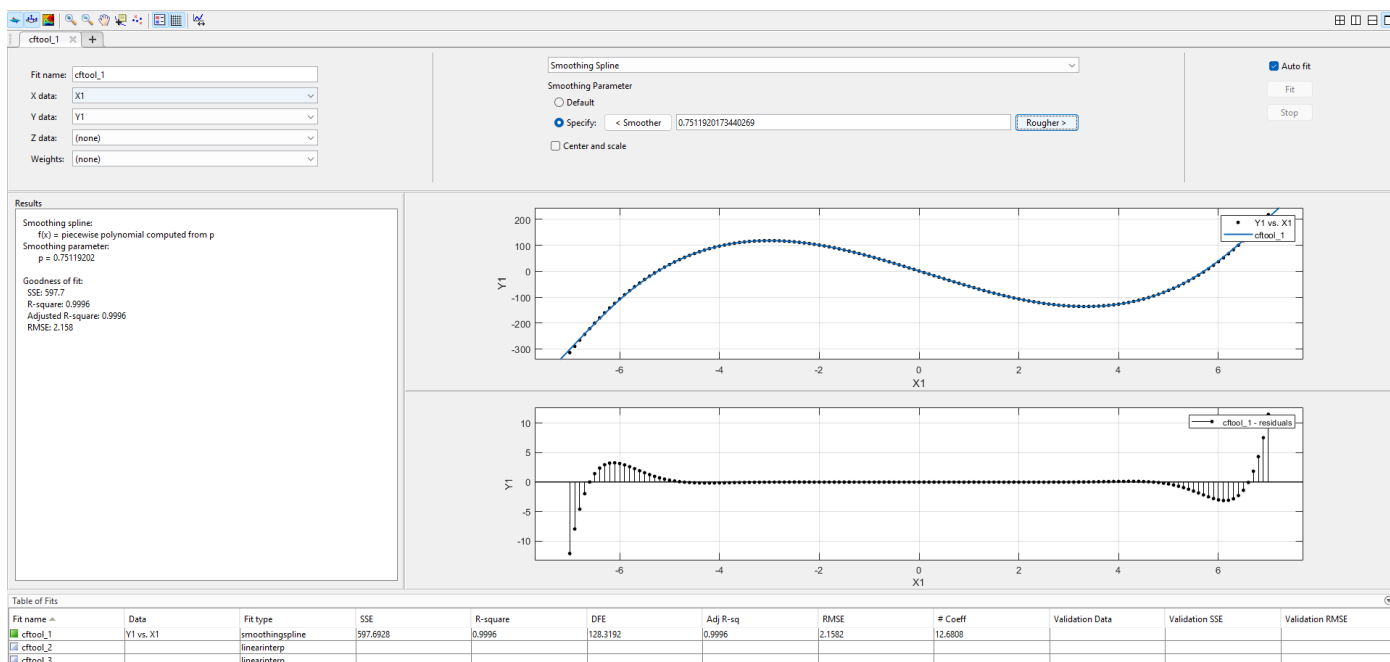 cftool_1
Fit name: cftool_1
X data: X1
Y data: Y1
Z data: (none)
Weights: (none)
Smoothing Spline
Smoothing Parameter
Default
Specify: < Smoother 0.7511920173440269 Rougher >
Center and scale
Auto fit
Fit
Stop
Results
Smoothing spline:
f(x) = piecewise polynomial computed from p
Smoothing parameter:
p = 0.75119202
Goodness of fit:
SSE: 597.7
R-square: 0.9996
Adjusted R-square: 0.9996
RMSE: 2.158
200
100
0
-100
-200
-300
Y1
-6 -4 -2 0 2 4 6
X1
Y1 vs. X1
cftool_1
10
5
0
-5
-10
Y1
-6 -4 -2 0 2 4 6
X1
cftool_1 - residuals
Table of Fits
Fit name Data Fit type SSE R-square DFE Adj R-sq RMSE # Coeff Validation Data Validation SSE Validation RMSE
cftool_1 Y1 vs. X1 smoothingspline 597.6928 0.9996 128.3192 0.9996 2.1582 12.6808
cftool_2 linearinterp
cftool_3 linearinterp